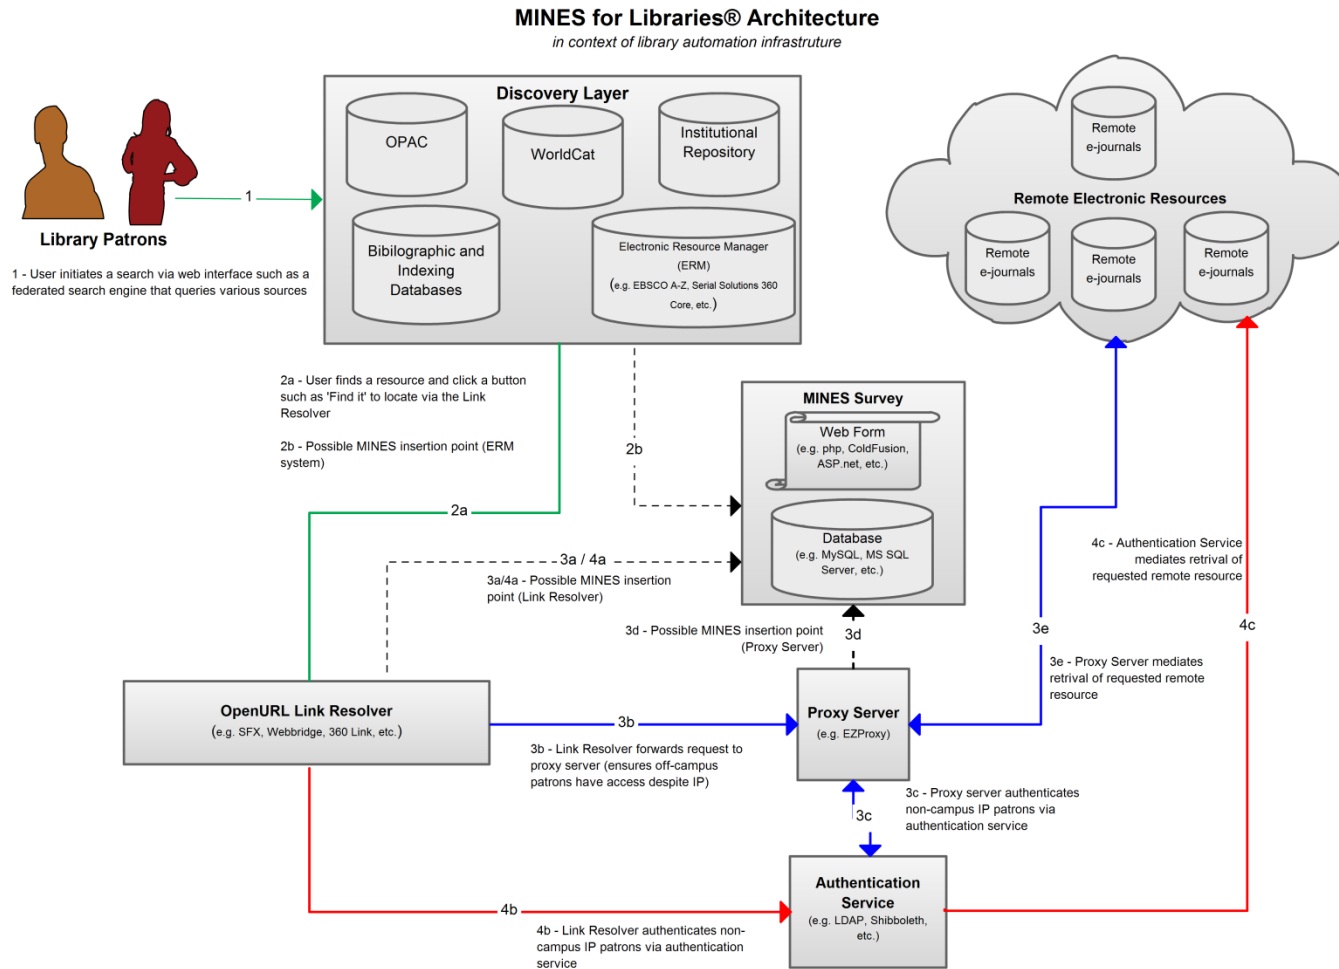 MINES for Libraries® Architecture
in context of library automation infrastruture
Discovery Layer
OPAC
WorldCat
Institutional
Repository
Bibilographic and
Indexing
Databases
Electronic Resource Manager
(ERM)
(e.g. EBSCO A-Z, Serial Solutions 360
Core, etc.)
Remote
e-journals
Remote Electronic Resources
Remote
e-journals
Remote
e-journals
Remote
e-journals
1
Library Patrons
1 - User initiates a search via web interface such as a
federated search engine that queries various sources
2a - User finds a resource and click a button
such as 'Find it' to locate via the Link
Resolver
2b - Possible MINES insertion point (ERM
system)
2a
2b
MINES Survey
Web Form
(e.g. php, ColdFusion,
ASP.net, etc.)
Database
(e.g. MySQL, MS SQL
Server, etc.)
3a / 4a
3a/4a - Possible MINES insertion
point (Link Resolver)
3d - Possible MINES insertion point
(Proxy Server)
3d
4c - Authentication Service
mediates retrival of
requested remote resource
3e
4c
3e - Proxy Server mediates
retrival of requested remote
resource
OpenURL Link Resolver
(e.g. SFX, Webbridge, 360 Link, etc.)
3b
3b - Link Resolver forwards request to
proxy server (ensures off-campus
patrons have access despite IP)
Proxy Server
(e.g. EZProxy)
3c
3c - Proxy server authenticates
non-campus IP patrons via
authentication service
Authentication
Service
(e.g. LDAP, Shibboleth,
etc.)
4b
4b - Link Resolver authenticates non-
campus IP patrons via authentication
service